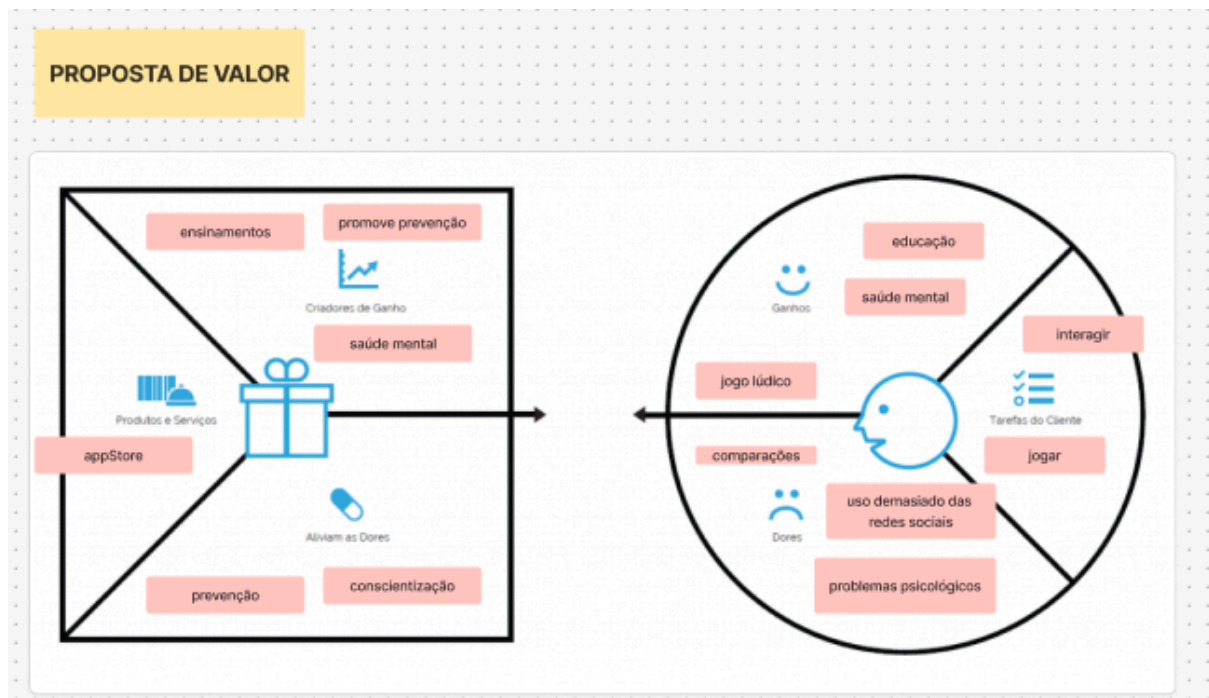 PROPOSTA DE VALOR
ensinamentos
promove prevenção
Criadores de Ganho
saúde mental
Produtos e Serviços
appStore
Aliviam as Dores
prevenção
conscientização
educação
Ganhos
saúde mental
interagir
jogo lúdico
Tarefas do Cliente
comparações
jogar
uso demasiado das
redes sociais
Dores
problemas psicológicos